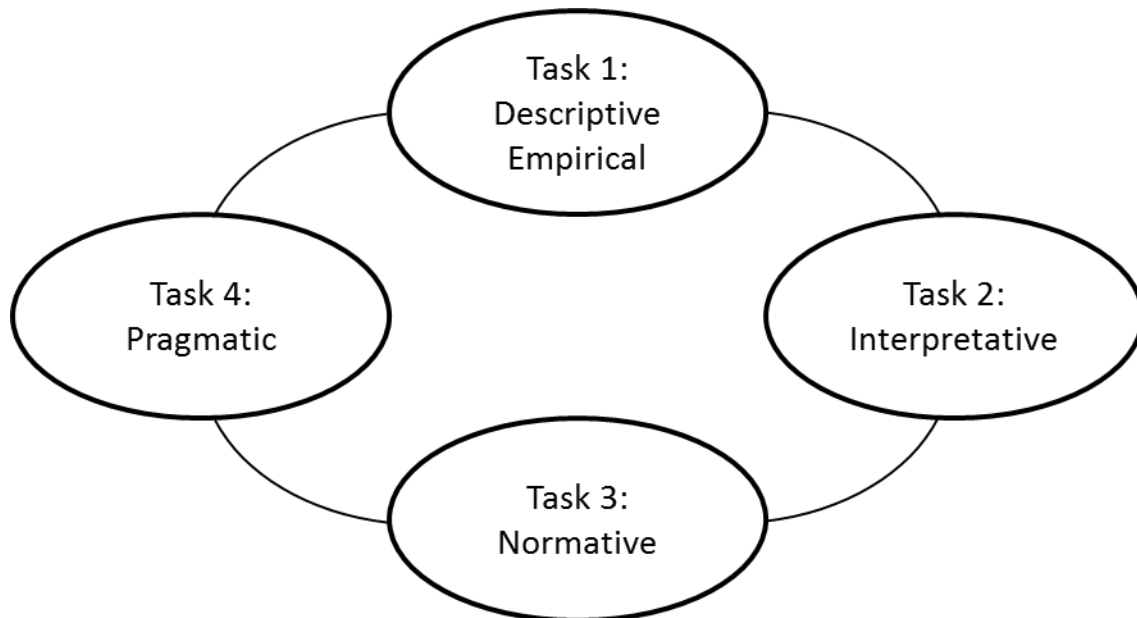 Task 1:
Descriptive
Empirical
Task 4:
Pragmatic
Task 2:
Interpretative
Task 3:
Normative